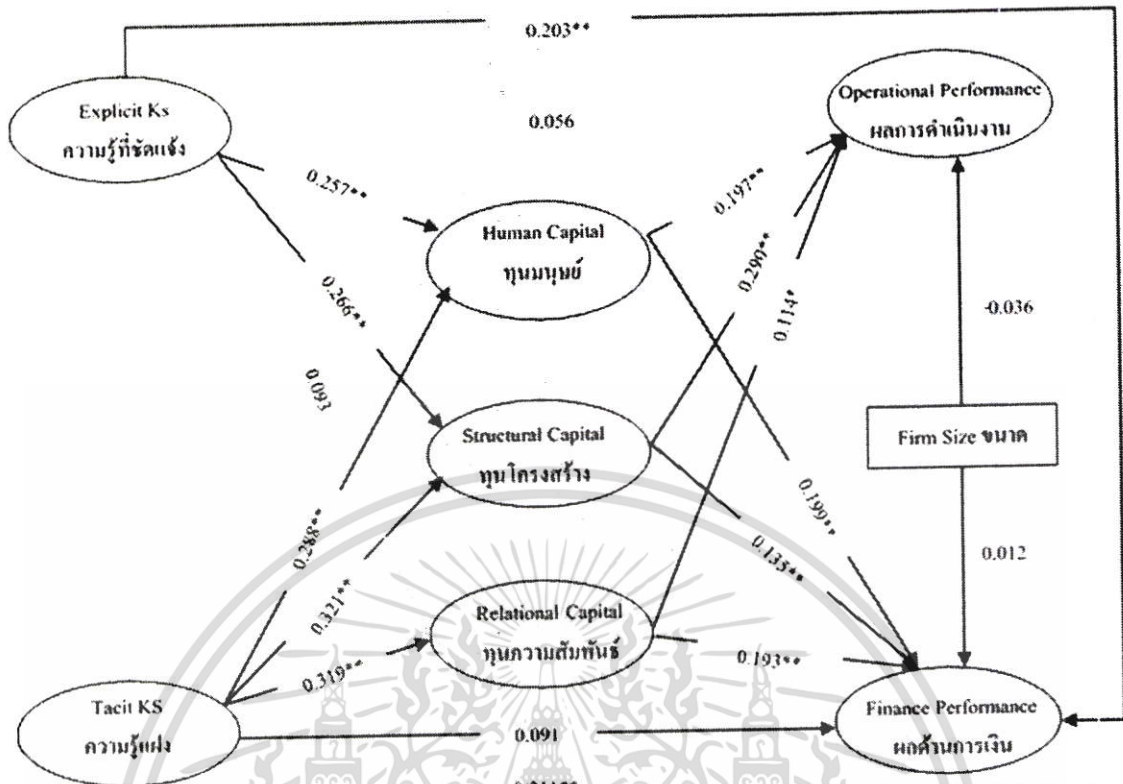 0.203**
Explicit Ks
ความรู้ที่ชัดแจ้ง
Operational Performance
ผลการดำเนินงาน
0.056
0.257**
0.197**
Human Capital
ทุนมนุษย์
0.266**
0.290**
0.114*
-0.036
0.093
Structural Capital
ทุนโครงสร้าง
Firm Size ขนาด
0.288**
0.199**
0.321**
0.135**
0.012
Relational Capital
ทุนความสัมพันธ์
0.319**
0.193**
Tacit KS
ความรู้แฝง
0.091
Finance Performance
ผลด้านการเงิน